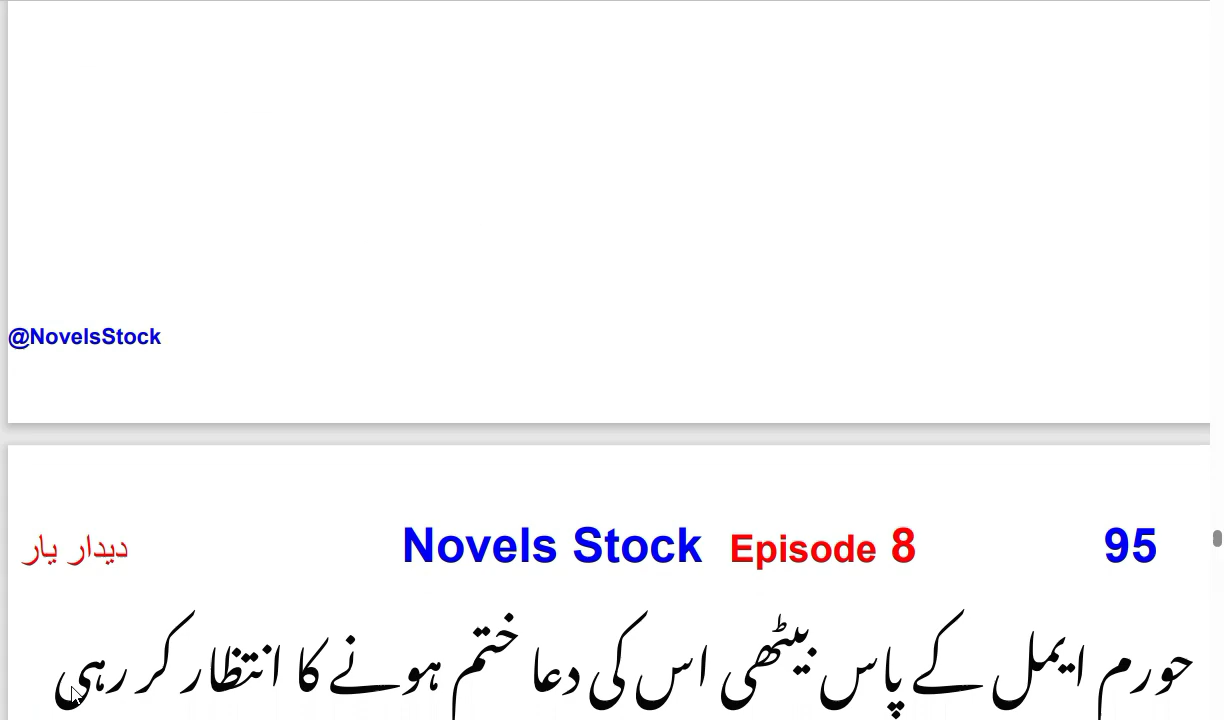 @NovelsStock
دیدار یار Novels Stock Episode 8 95
حورم ایمل کے پاس بیٹھی اس کی دعا ختم ہونے کا انتظار کر رہی